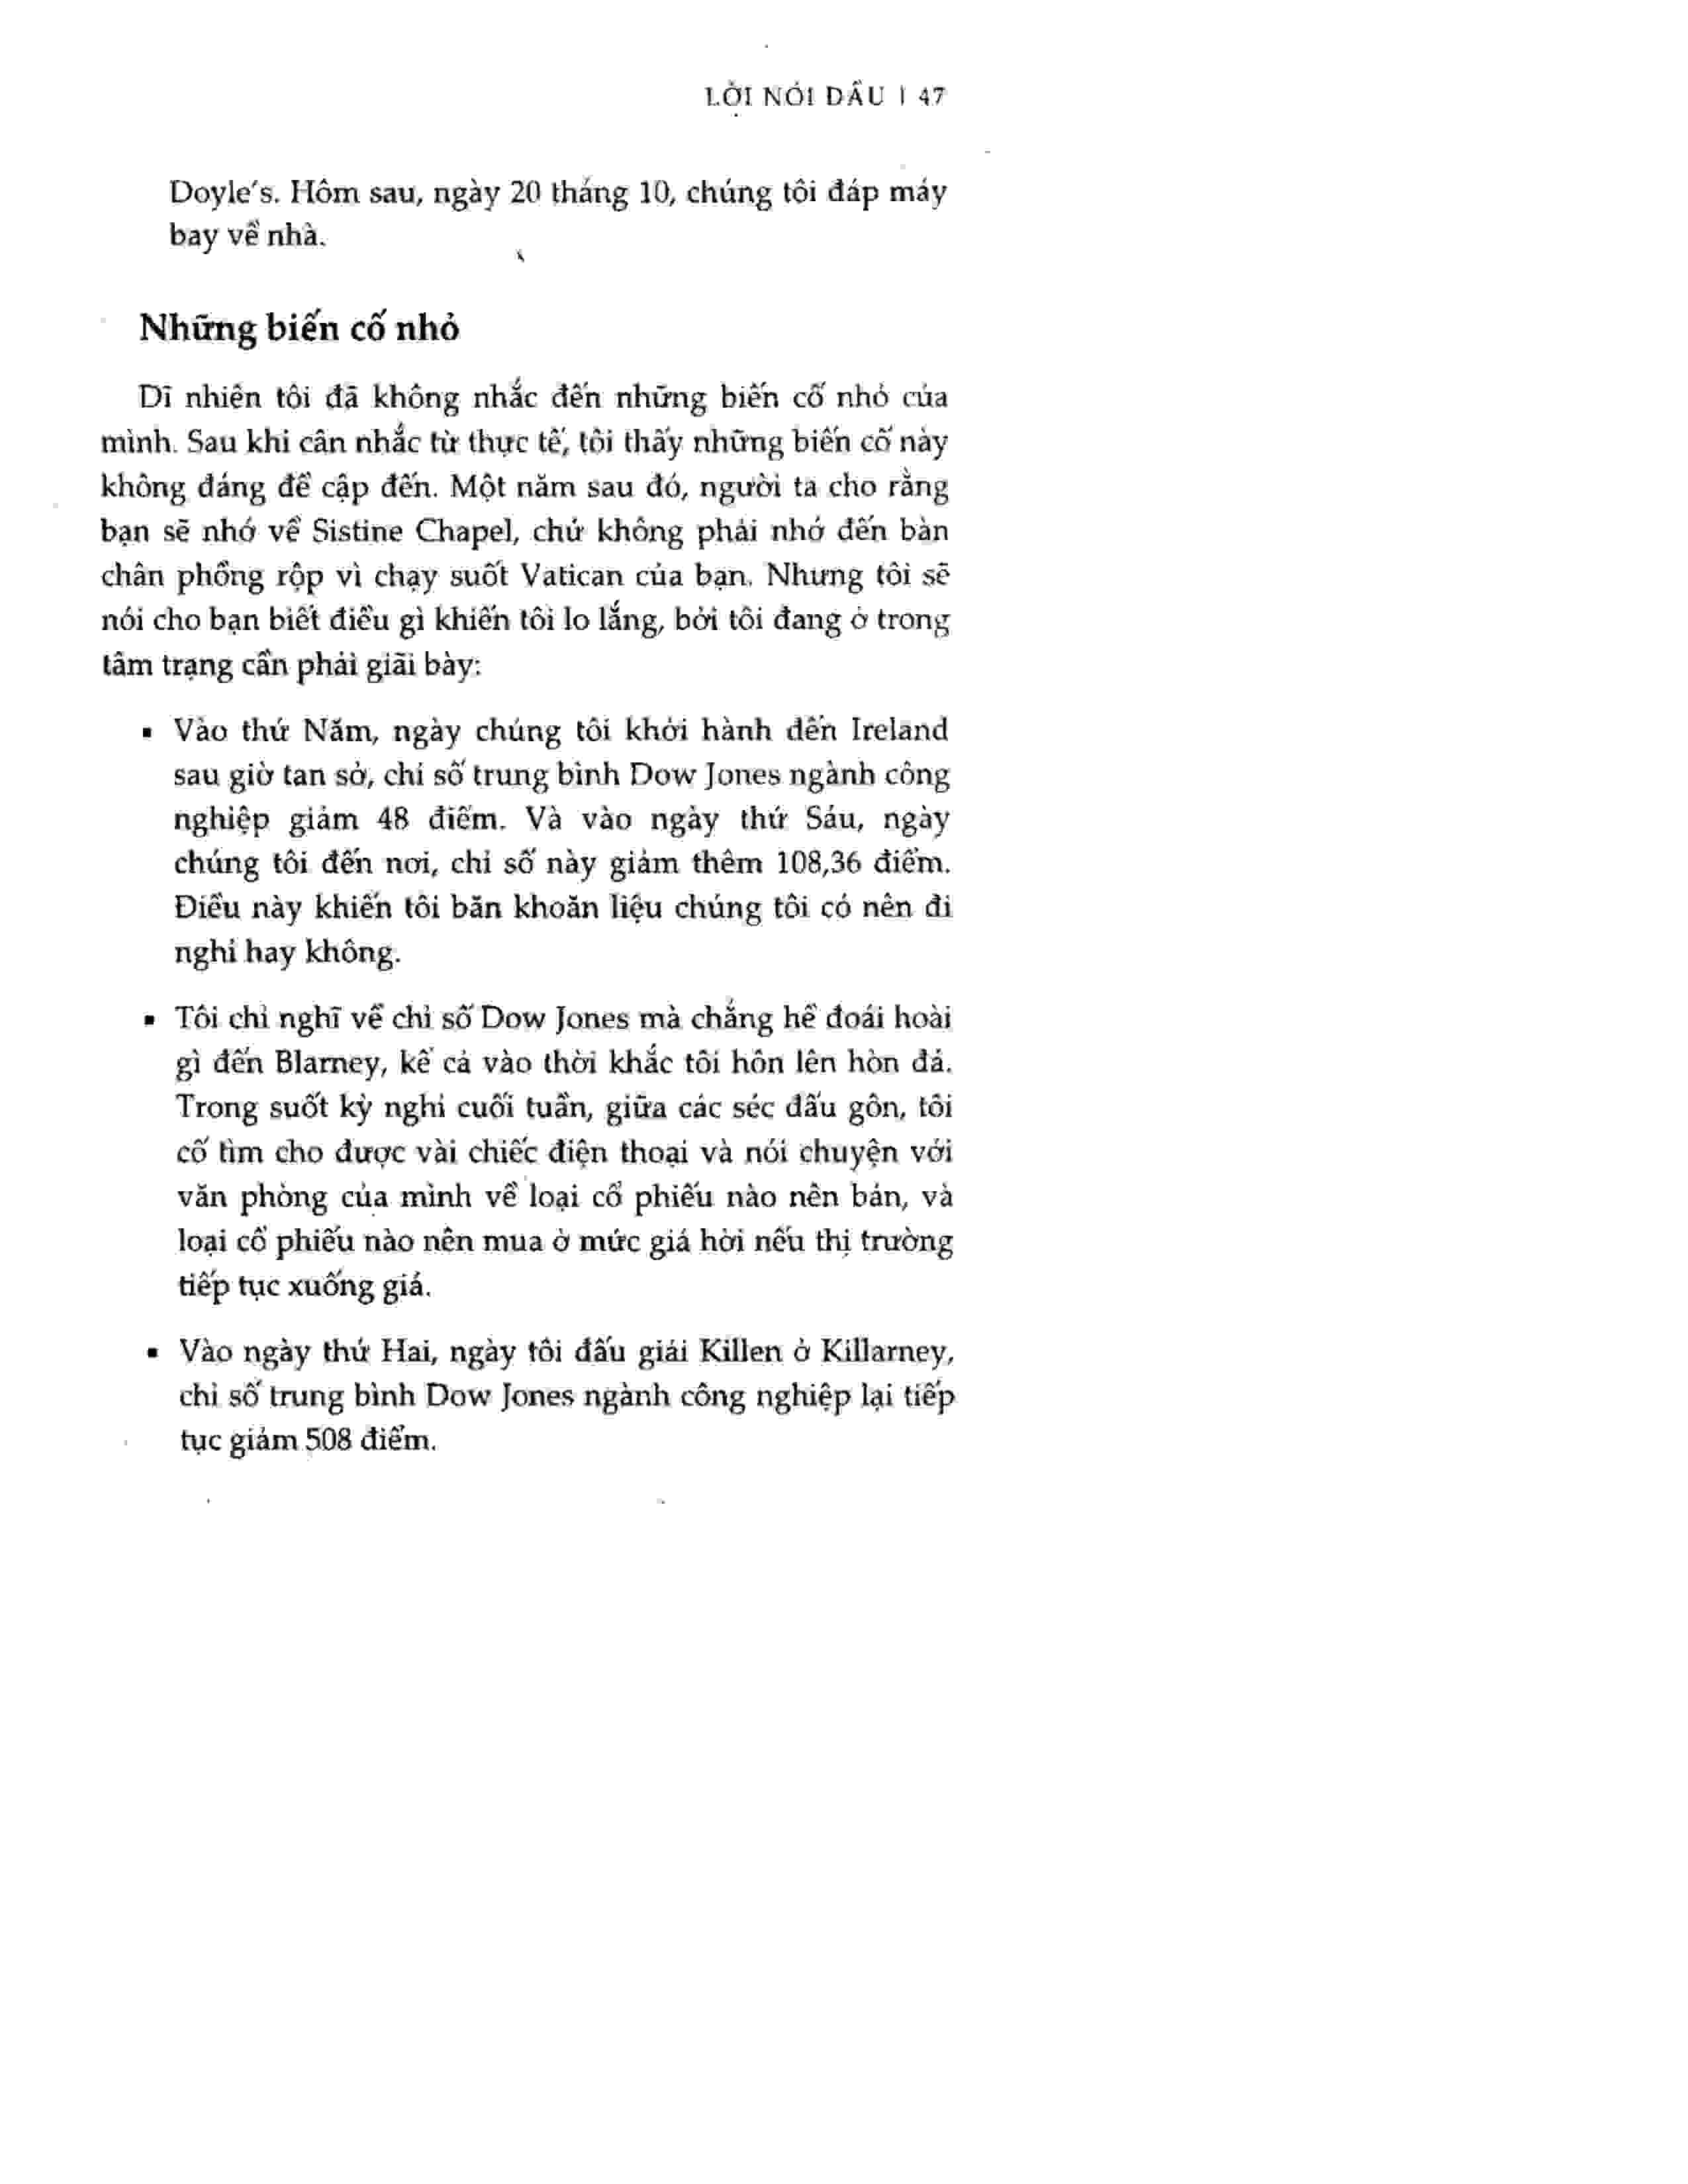 LỜI NÓI ĐẦU | 47
Doyle's. Hôm sau, ngày 20 tháng 10, chúng tôi đáp máy
bay về nhà.
Những biến cố nhỏ
Dĩ nhiên tôi đã không nhắc đến những biến cố nhỏ của
mình. Sau khi cân nhắc từ thực tế, tôi thấy những biến cố này
không đáng đề cập đến. Một năm sau đó, người ta cho rằng
bạn sẽ nhớ về Sistine Chapel, chứ không phải nhớ đến bàn
chân phồng rộp vì chạy suốt Vatican của bạn. Nhưng tôi sẽ
nói cho bạn biết điều gì khiến tôi lo lắng, bởi tôi đang ở trong
tâm trạng cần phải giãi bày:
▪ Vào thứ Năm, ngày chúng tôi khởi hành đến Ireland
sau giờ tan sở, chỉ số trung bình Dow Jones ngành công
nghiệp giảm 48 điểm. Và vào ngày thứ Sáu, ngày
chúng tôi đến nơi, chỉ số này giảm thêm 108,36 điểm.
Điều này khiến tôi băn khoăn liệu chúng tôi có nên đi
nghỉ hay không.
▪ Tôi chỉ nghĩ về chỉ số Dow Jones mà chẳng hề đoái hoài
gì đến Blarney, kể cả vào thời khắc tôi hôn lên hòn đá.
Trong suốt kỳ nghỉ cuối tuần, giữa các séc đấu gôn, tôi
cố tìm cho được vài chiếc điện thoại và nói chuyện với
văn phòng của mình về loại cổ phiếu nào nên bán, và
loại cổ phiếu nào nên mua ở mức giá hời nếu thị trường
tiếp tục xuống giá.
▪ Vào ngày thứ Hai, ngày tôi đấu giải Killen ở Killarney,
chỉ số trung bình Dow Jones ngành công nghiệp lại tiếp
tục giảm 508 điểm.